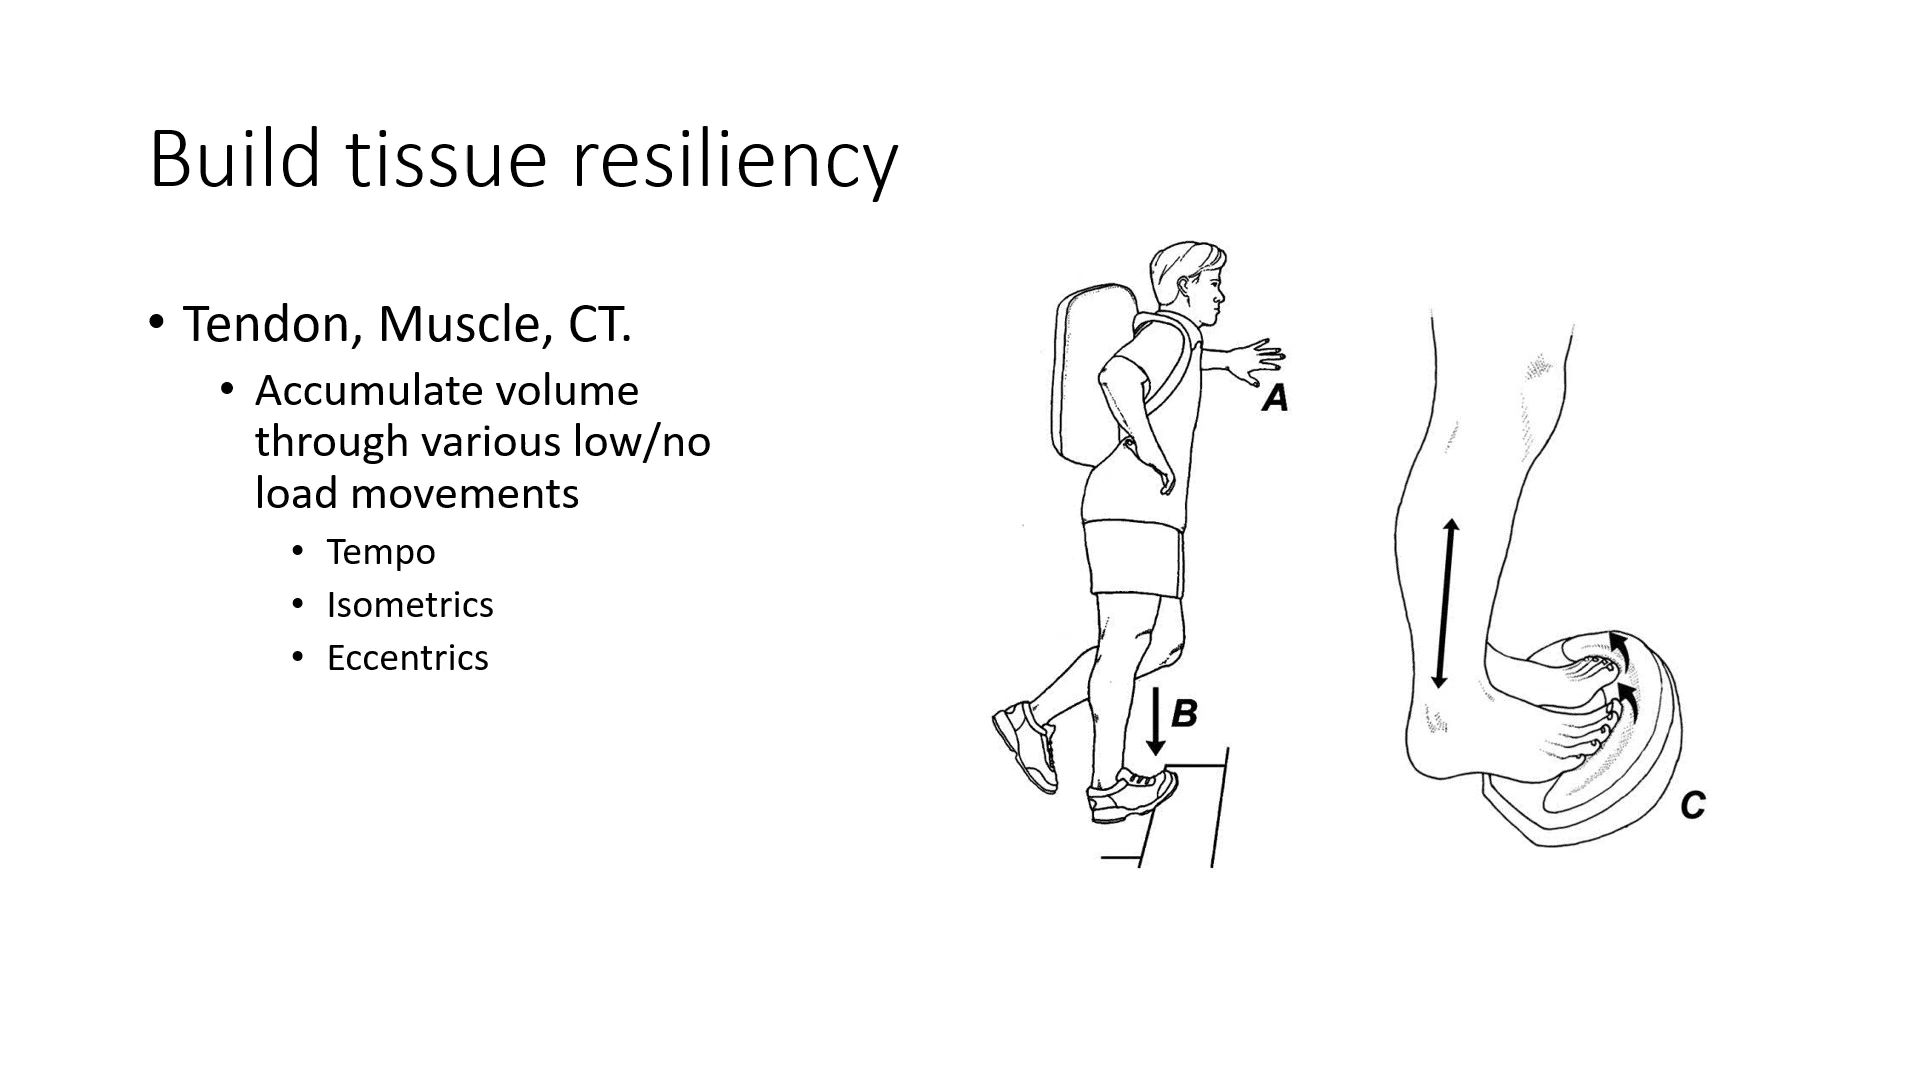 Build tissue resiliency
• Tendon, Muscle, CT.
• Accumulate volume
through various low/no
load movements
• Tempo
• Isometrics
• Eccentrics
A
B
C